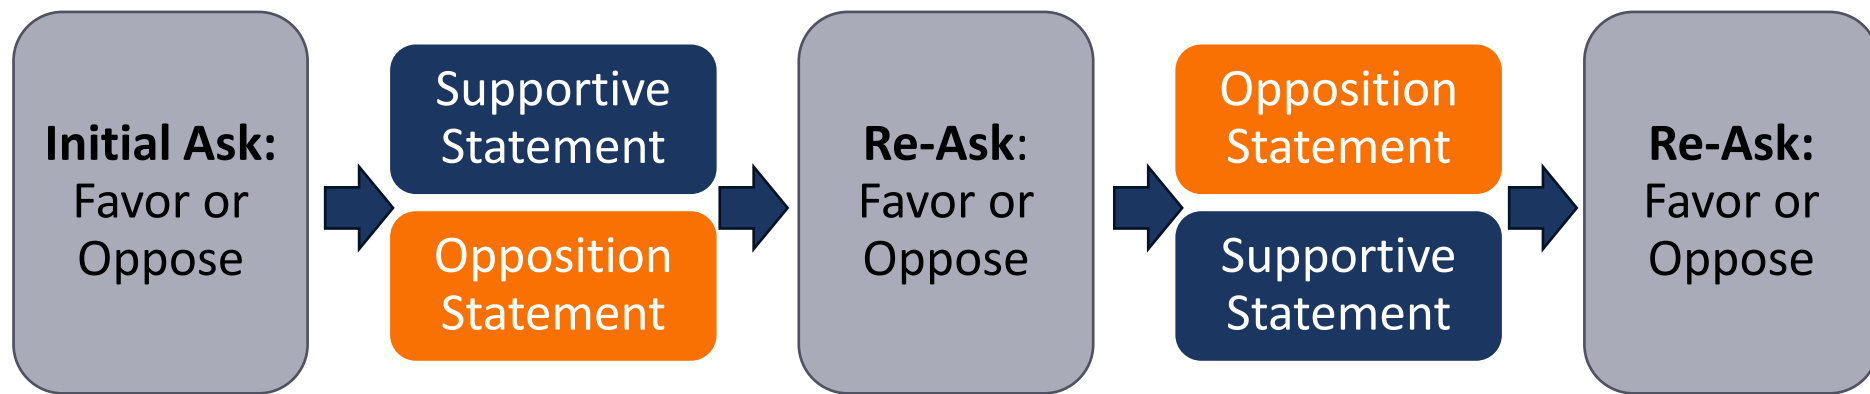 Initial Ask:
Favor or
Oppose
Supportive
Statement
Opposition
Statement
Re-Ask:
Favor or
Oppose
Opposition
Statement
Supportive
Statement
Re-Ask:
Favor or
Oppose